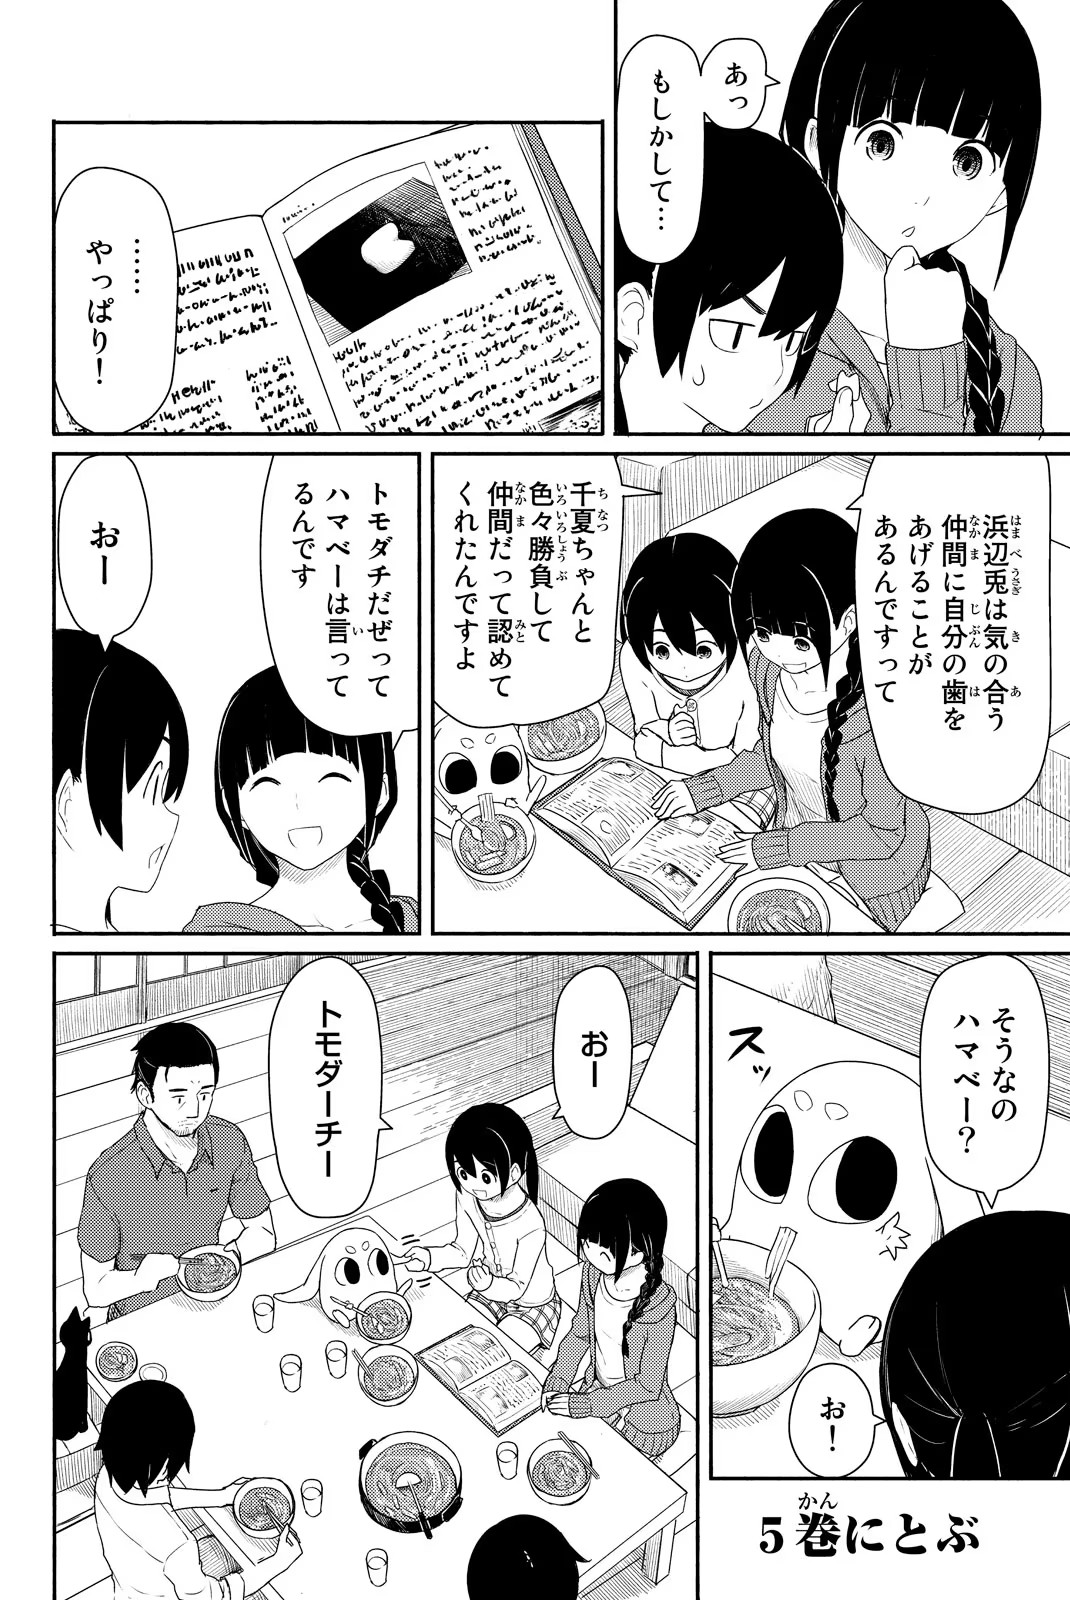 あっ
もしかして…
……
やっぱり！
浜辺兎は気の合う
仲間に自分の歯を
あげることが
あるんですって
千夏ちゃんと
色々勝負して
仲間だって認めて
くれたんですよ
トモダチだぜって
ハマベーは言って
るんです
おー
そうなの
ハマベー？
スッ
お！
おー
トモダーチー
5巻にとぶ